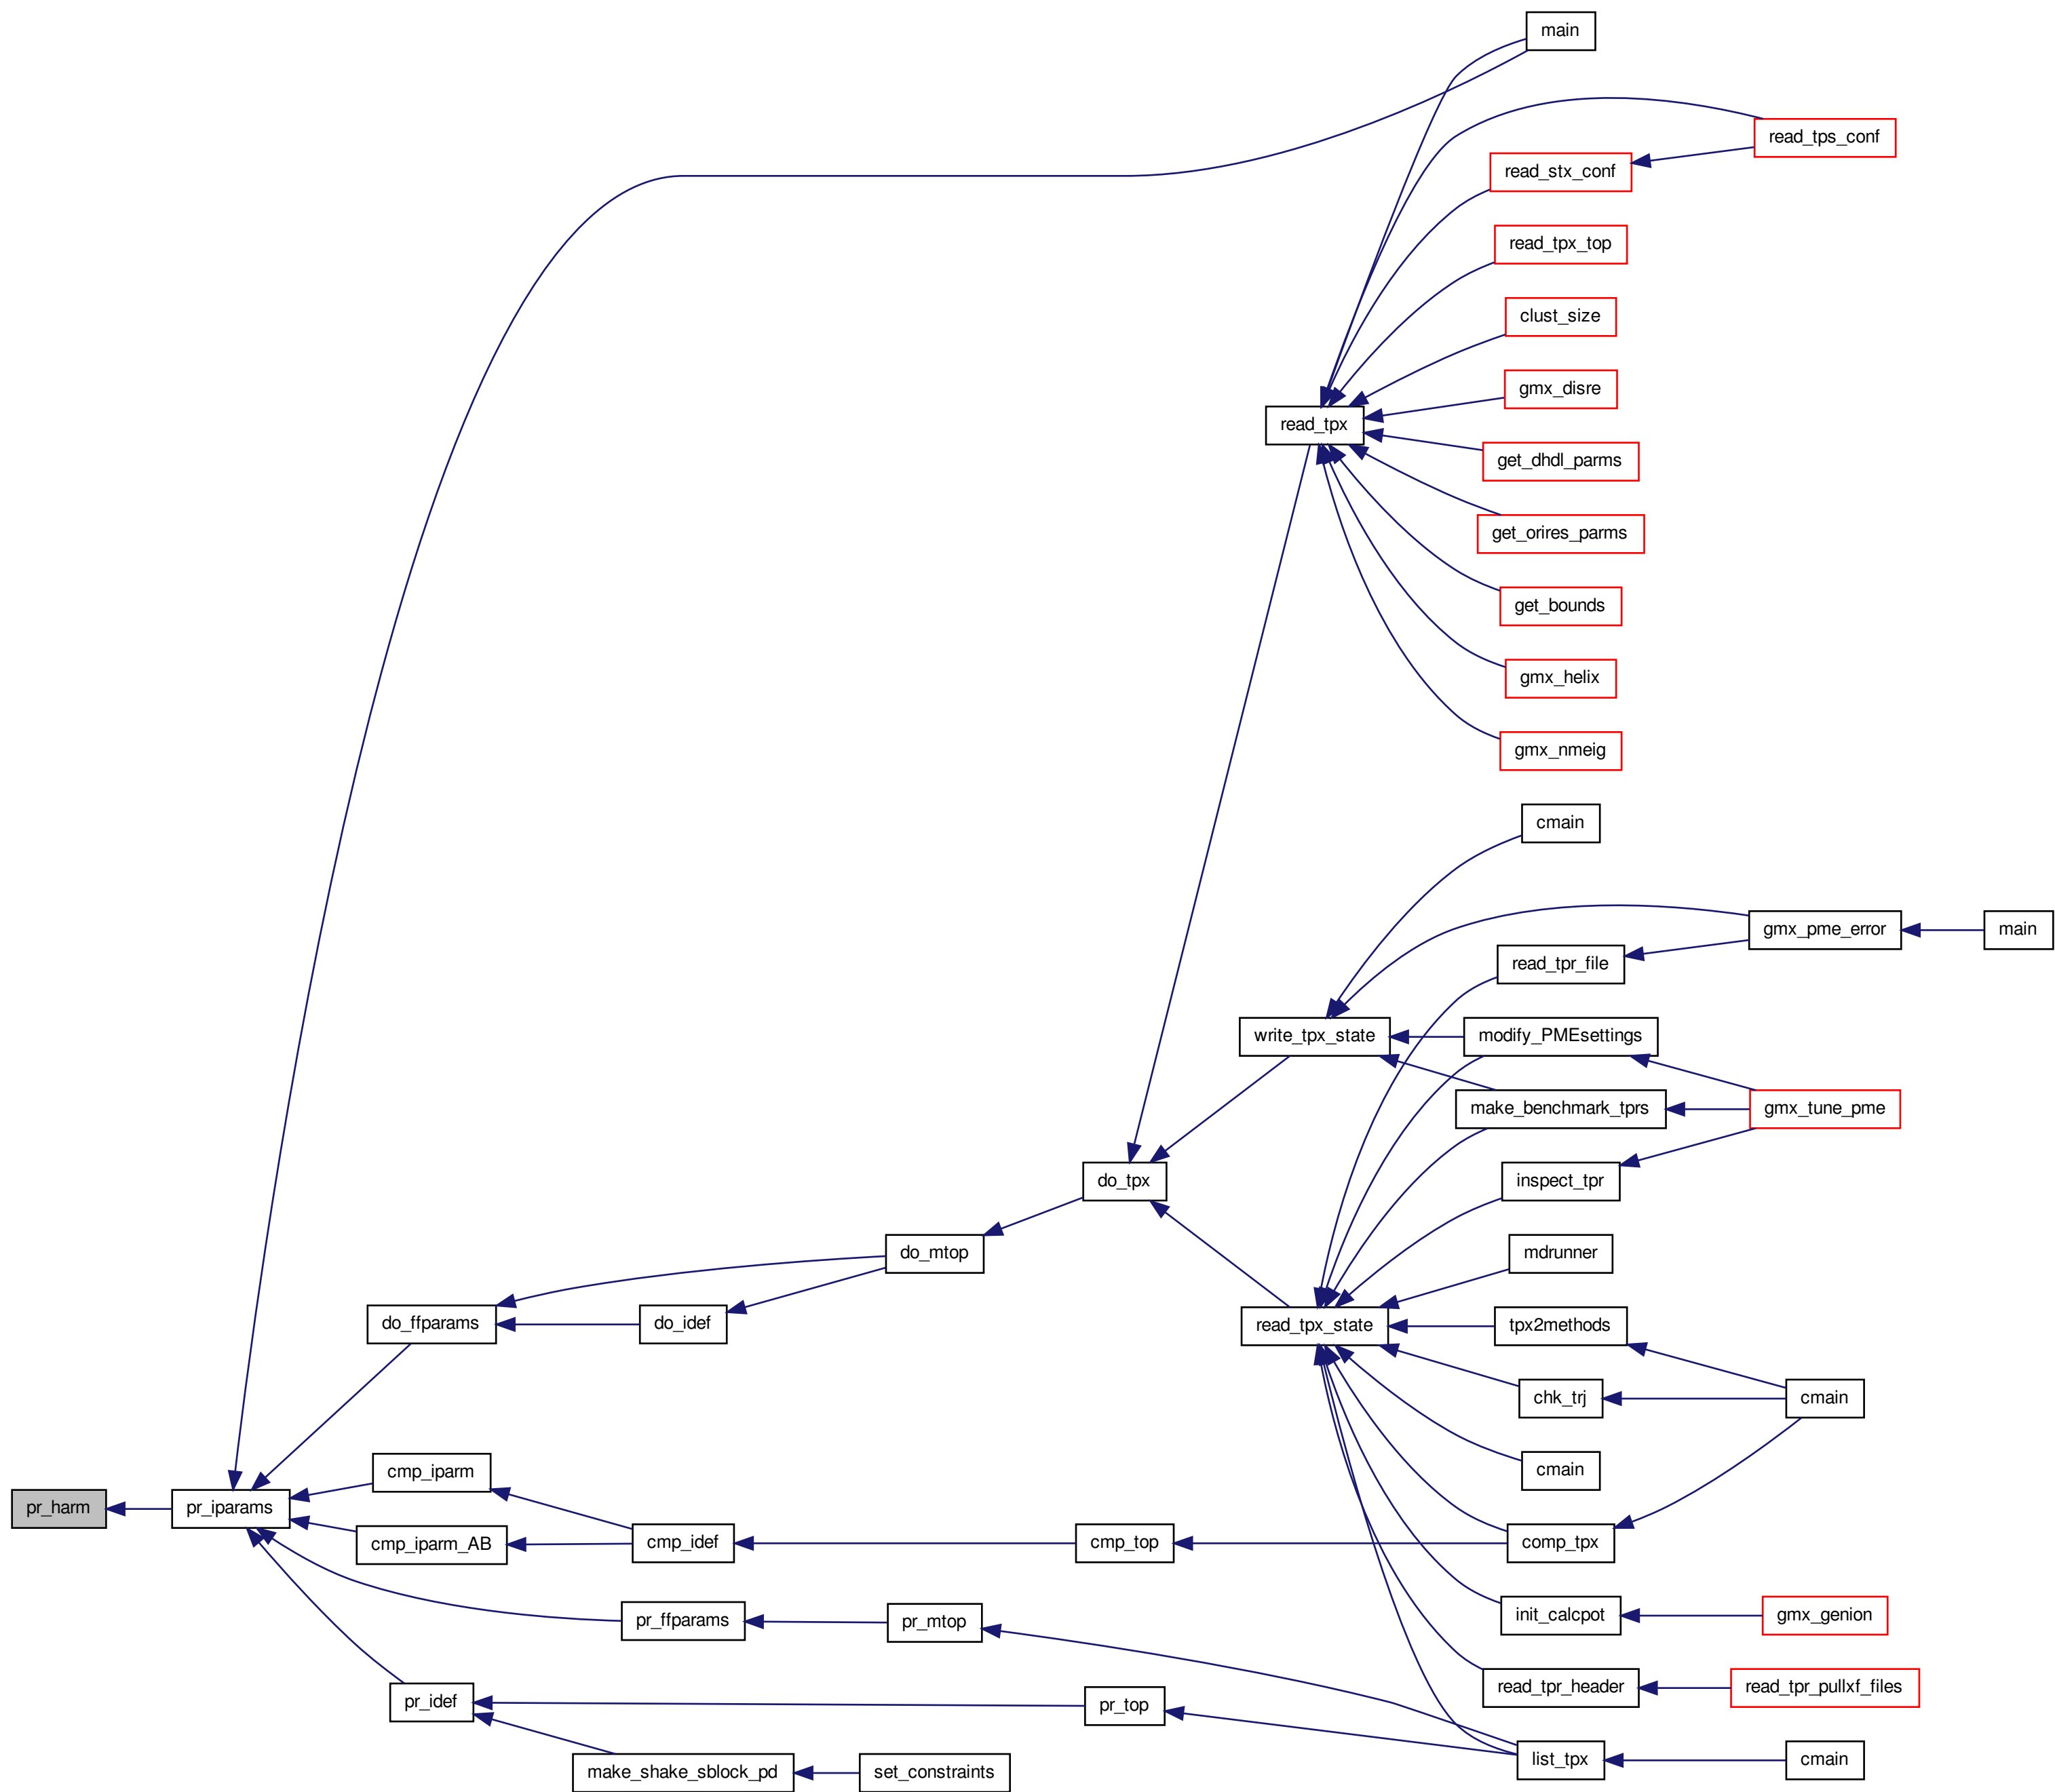 main
read_tps_conf
read_stx_conf
read_tpx_top
clust_size
gmx_disre
read_tpx
get_dhdl_parms
get_orires_parms
get_bounds
gmx_helix
gmx_nmeig
cmain
gmx_pme_error
main
read_tpr_file
write_tpx_state
modify_PMEsettings
make_benchmark_tprs
gmx_tune_pme
do_tpx
inspect_tpr
do_mtop
mdrunner
do_ffparams
do_idef
read_tpx_state
tpx2methods
chk_trj
cmain
cmp_iparm
cmain
pr_harm
pr_iparams
cmp_iparm_AB
cmp_idef
cmp_top
comp_tpx
pr_ffparams
pr_mtop
init_calcpot
gmx_genion
pr_idef
pr_top
read_tpr_header
read_tpr_pullxf_files
make_shake_sblock_pd
set_constraints
list_tpx
cmain